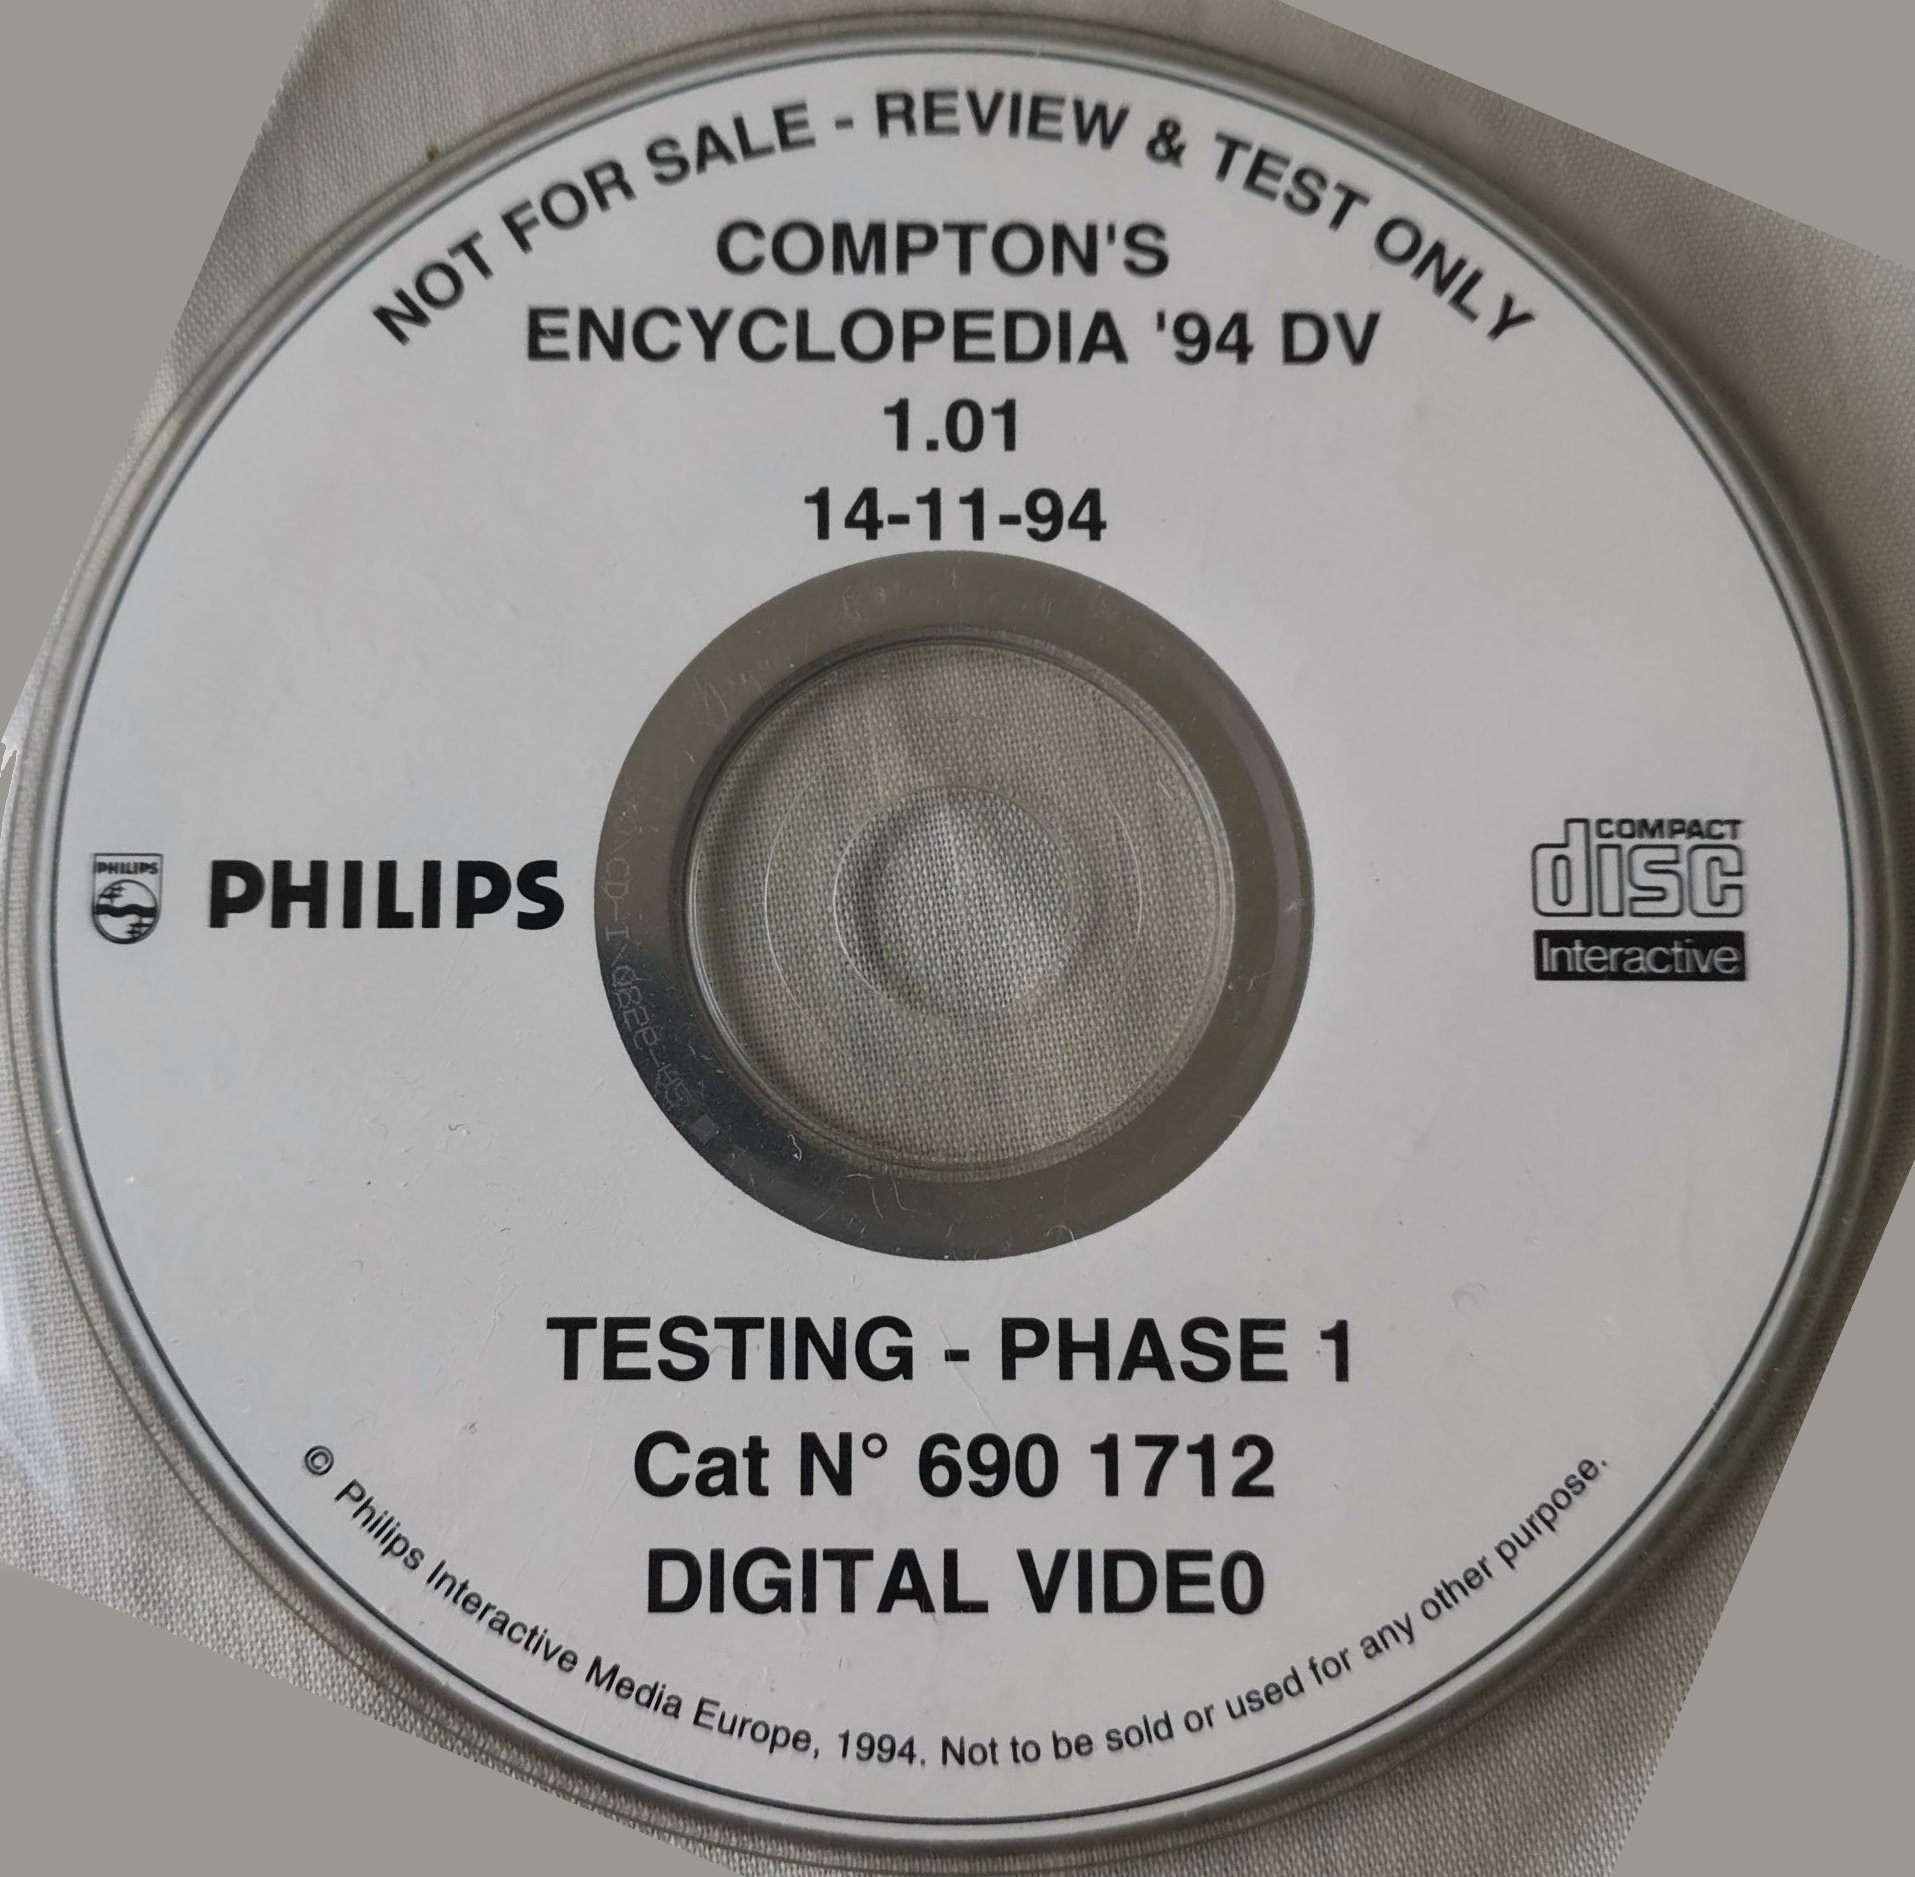 NOT FOR SALE - REVIEW & TEST ONLY
COMPTON'S
ENCYCLOPEDIA '94 DV
1.01
14-11-94
PHILIPS
PHILIPS
COMPACT
disc
Interactive
TESTING - PHASE 1
Cat N° 690 1712
DIGITAL VIDE0
© Philips Interactive Media Europe, 1994. Not to be sold or used for any other purpose.